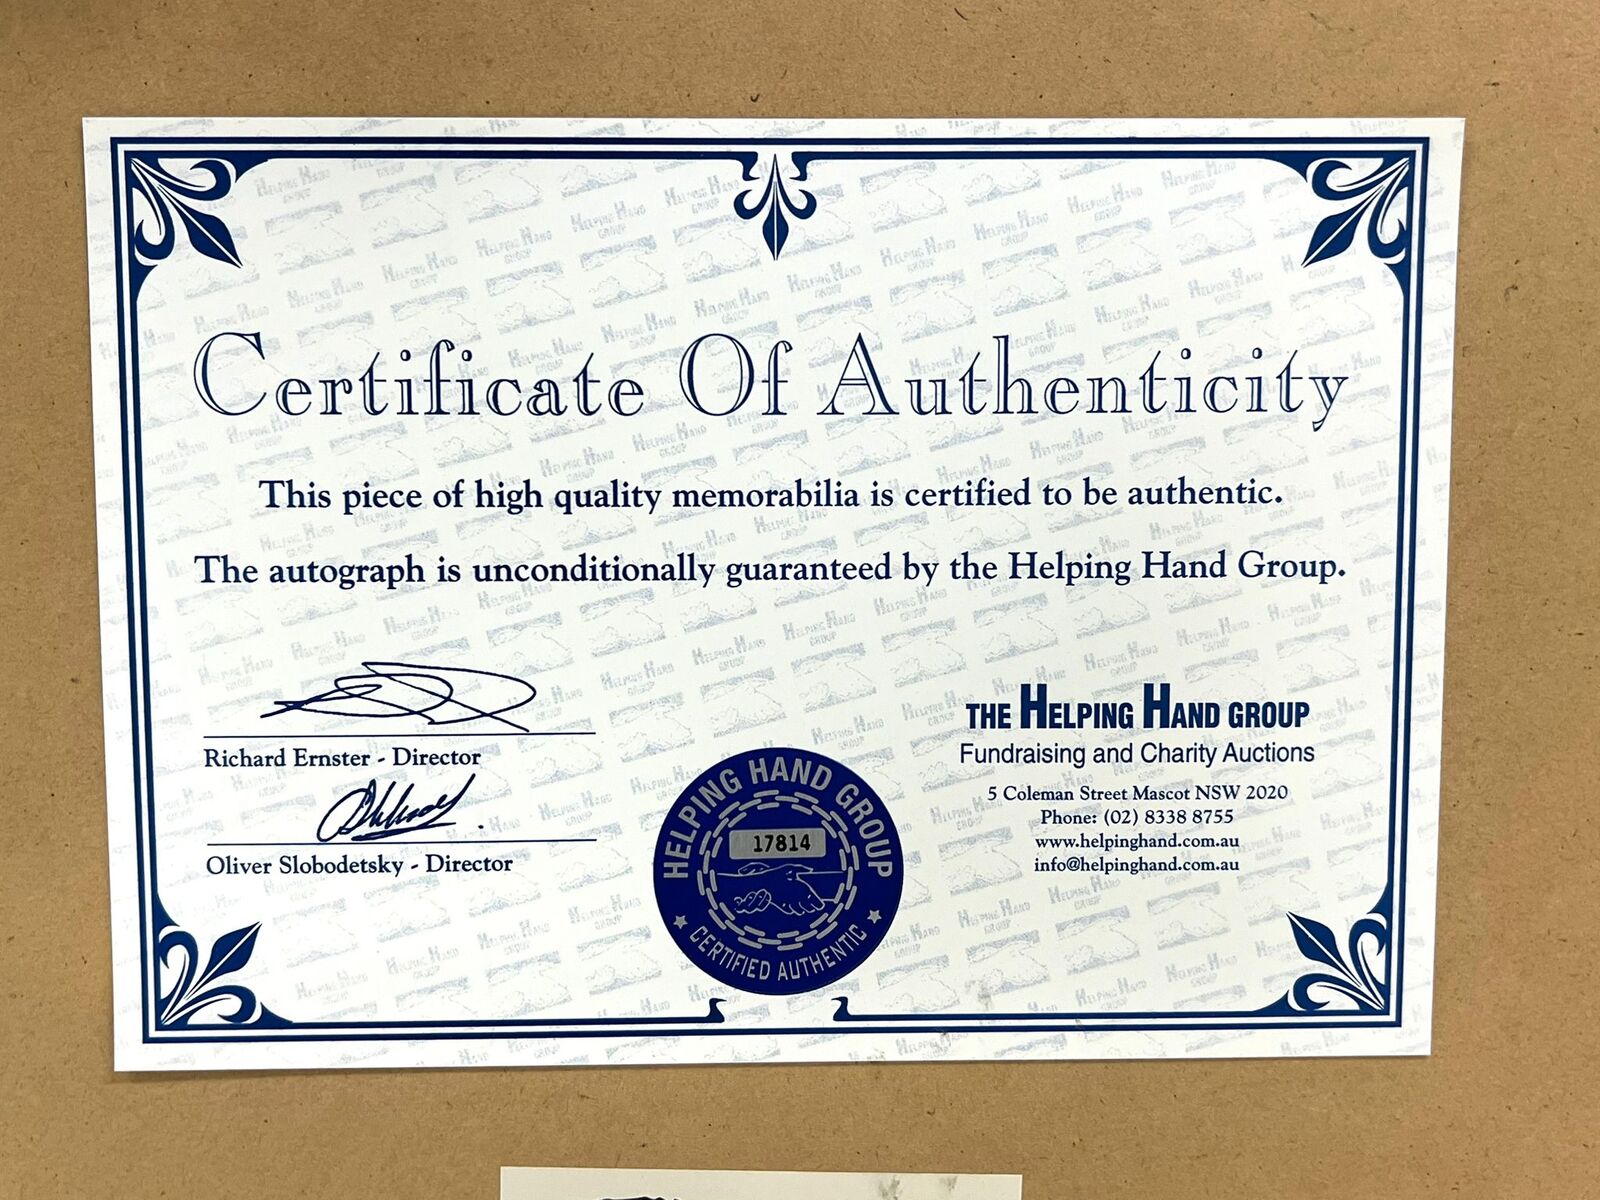 Certificate Of Authenticity
This piece of high quality memorabilia is certified to be authentic.
The autograph is unconditionally guaranteed by the Helping Hand Group.
Richard Ernster - Director
Oliver Slobodetsky - Director
HELPING HAND GROUP
17814
CERTIFIED AUTHENTIC
THE HELPING HAND GROUP
Fundraising and Charity Auctions
5 Coleman Street Mascot NSW 2020
Phone: (02) 8338 8755
www.helpinghand.com.au
info@helpinghand.com.au